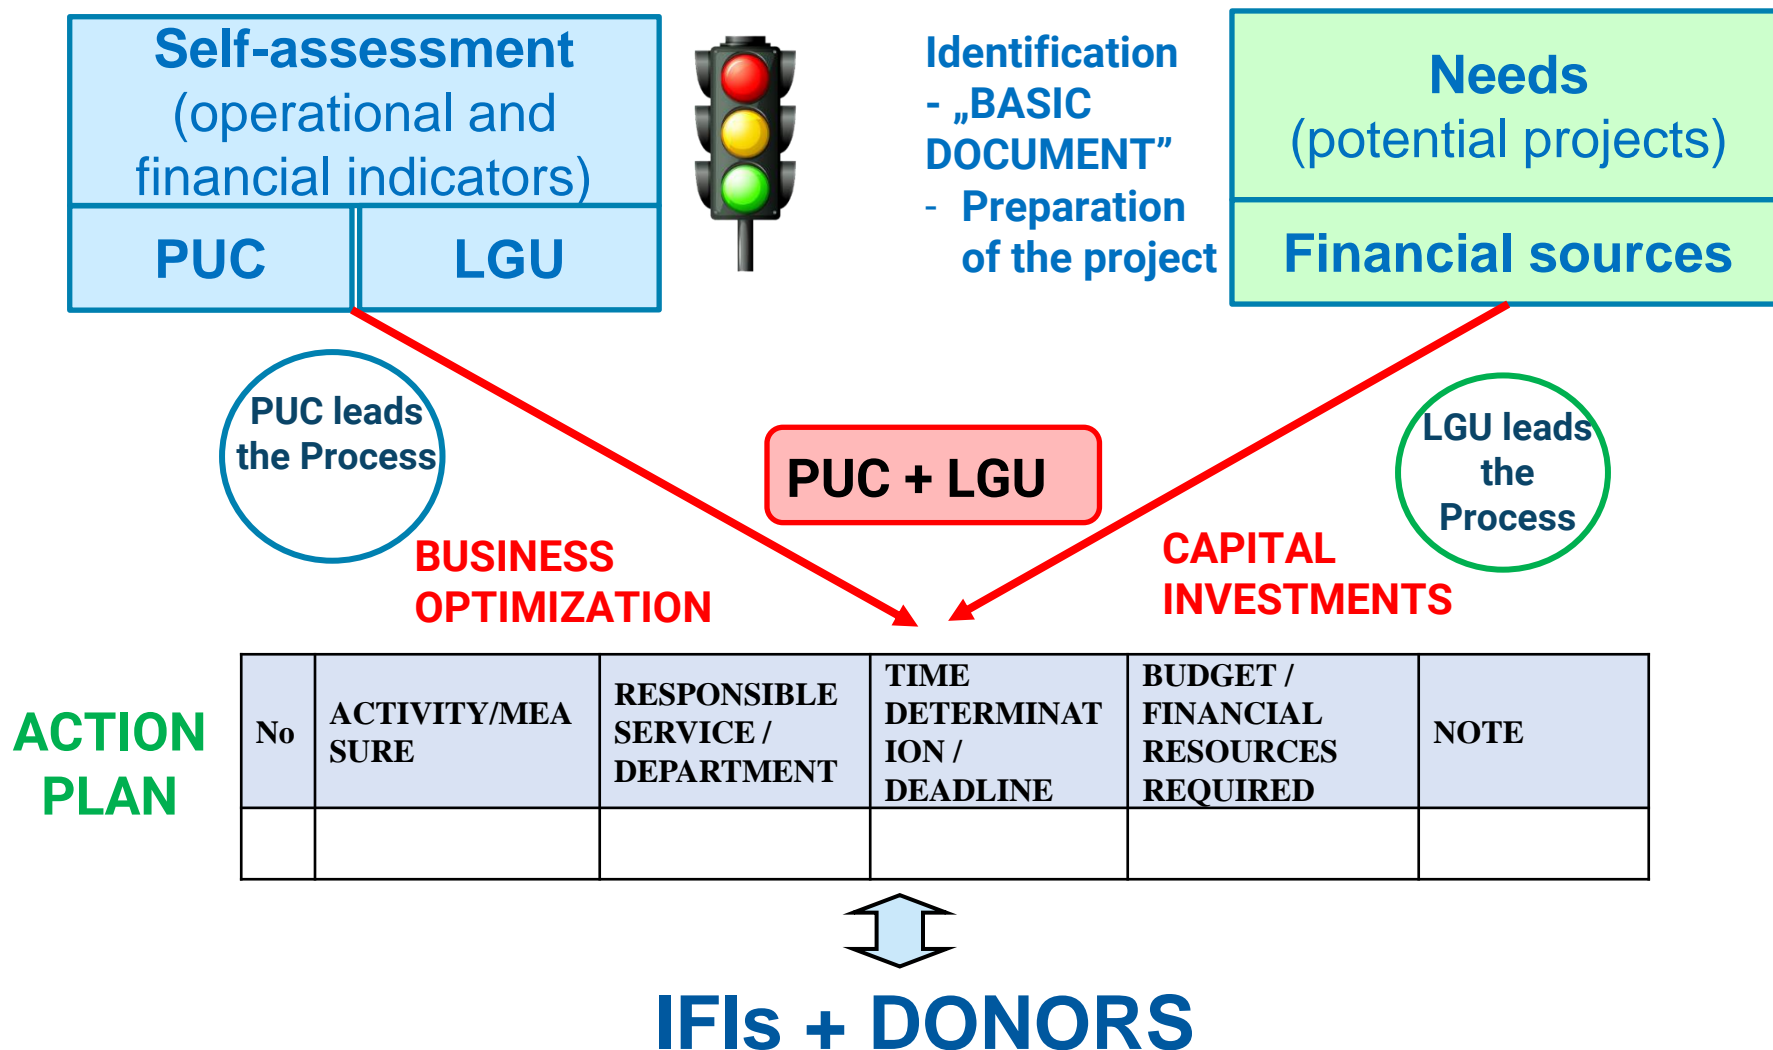 Self-assessment
(operational and
financial indicators)
PUC
LGU
Identification
- „BASIC
DOCUMENT”
- Preparation
of the project
Needs
(potential projects)
Financial sources
PUC leads
the Process
PUC + LGU
LGU leads
the
Process
BUSINESS
OPTIMIZATION
CAPITAL
INVESTMENTS
ACTION
PLAN
No
ACTIVITY/MEA
SURE
RESPONSIBLE
SERVICE /
DEPARTMENT
TIME
DETERMINAT
ION /
DEADLINE
BUDGET /
FINANCIAL
RESOURCES
REQUIRED
NOTE
IFIs + DONORS